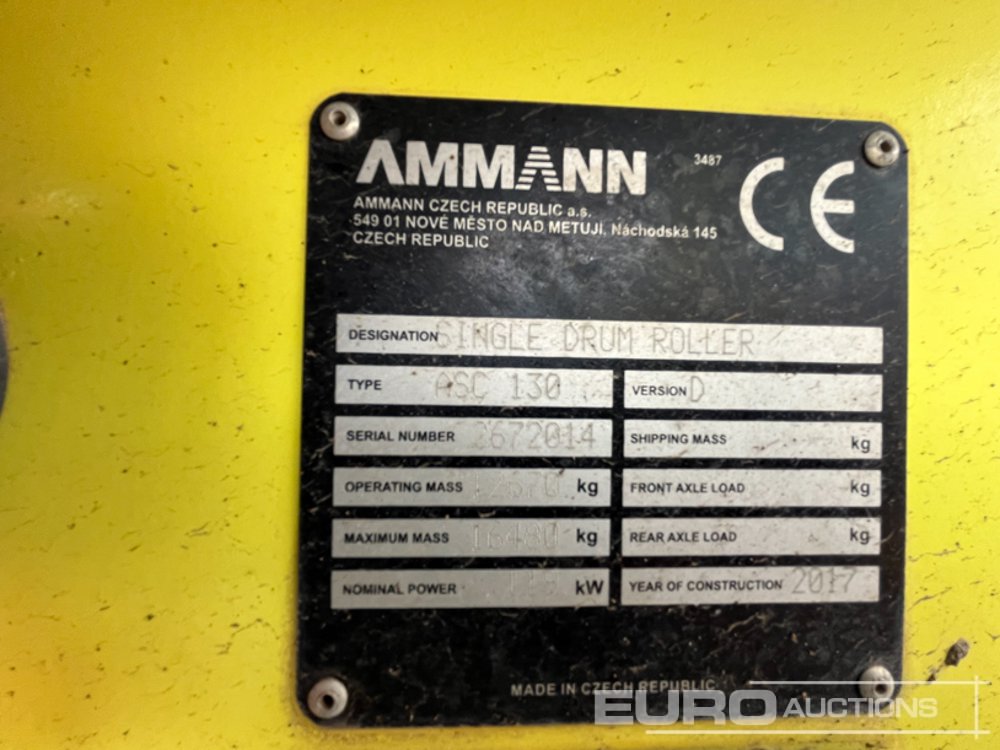 AMMANN
3487
CE
AMMANN CZECH REPUBLIC a.s.
549 01 NOVÉ MĚSTO NAD METUJÍ, Náchodská 145
CZECH REPUBLIC
DESIGNATION SINGLE DRUM ROLLER
TYPE ASC 130 VERSION D
SERIAL NUMBER 2672014 SHIPPING MASS kg
OPERATING MASS kg FRONT AXLE LOAD kg
MAXIMUM MASS 16480 kg REAR AXLE LOAD kg
NOMINAL POWER kW YEAR OF CONSTRUCTION 2017
MADE IN CZECH REPUBLIC
EURO AUCTIONS